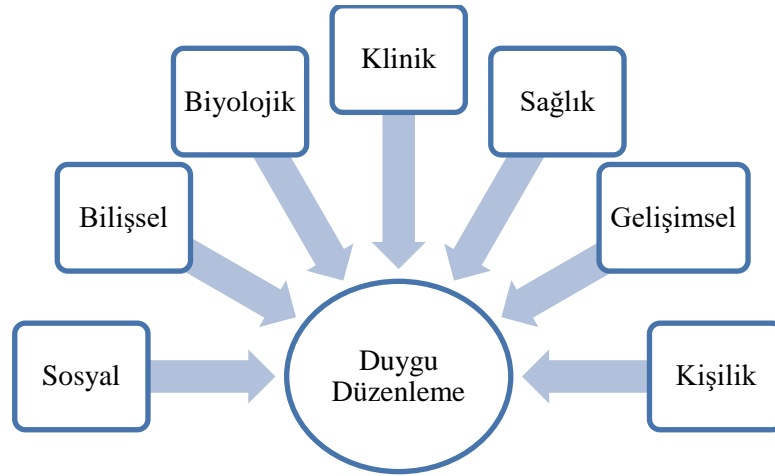 Klinik
Biyolojik
Sağlık
Bilişsel
Gelişimsel
Sosyal
Duygu
Düzenleme
Kişilik